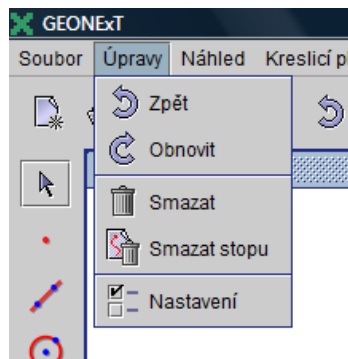 GEONExT
Soubor Úpravy Náhled Kreslicí
Zpět
Obnovit
Smazat
Smazat stopu
Nastavení